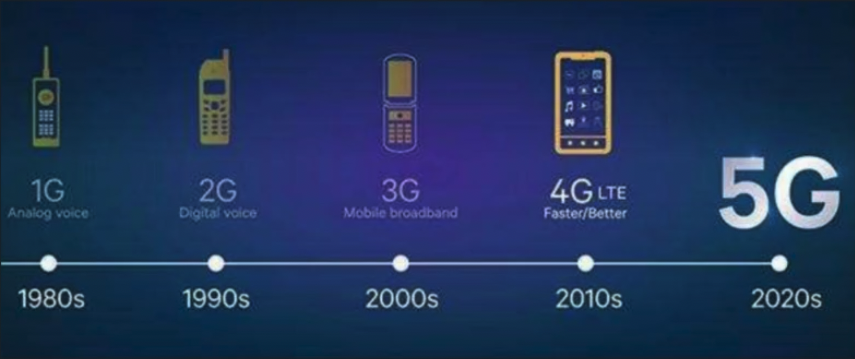 1G
Analog voice
2G
Digital voice
3G
Mobile broadband
4G LTE
Faster/Better
5G
1980s
1990s
2000s
2010s
2020s